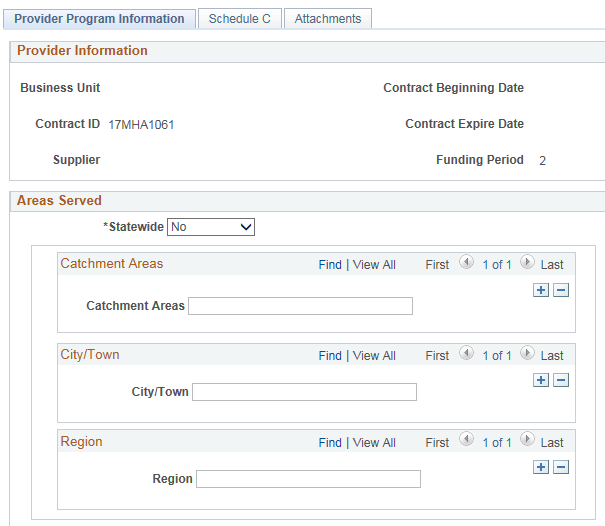 Provider Program Information Schedule C Attachments
Provider Information
Business Unit Contract Beginning Date
Contract ID 17MHA1061 Contract Expire Date
Supplier Funding Period 2
Areas Served
*Statewide No
Catchment Areas Find | View All First 1 of 1 Last
Catchment Areas
City/Town Find | View All First 1 of 1 Last
City/Town
Region Find | View All First 1 of 1 Last
Region